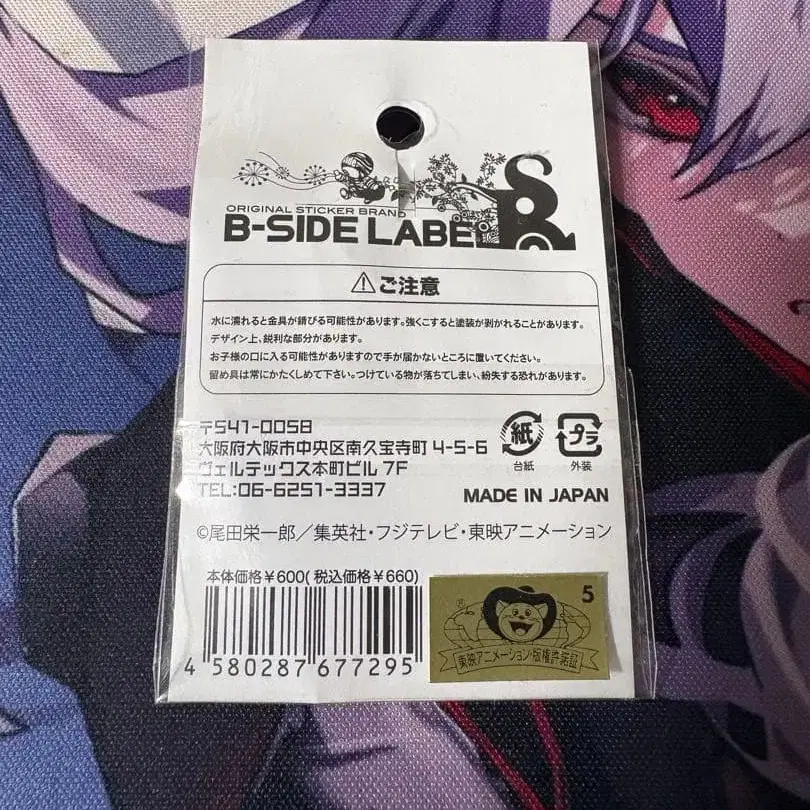 ORIGINAL STICKER BRAND
B-SIDE LABEL
ご注意
水に濡れると金具が錆びる可能性があります。強くこすると塗装が剥がれることがあります。
デザイン上、鋭利な部分があります。
お子様の口に入る可能性がありますので手が届かないところに置いてください。
留め具は常にかたくしめて下さい。つけている物が落ちてしまい、紛失する恐れがあります。
〒541-0058
大阪府大阪市中央区南久宝寺町 4-5-6
ヴェルテックス本町ビル 7F
TEL:06-6251-3337
紙
台紙
プラ
外装
MADE IN JAPAN
©尾田栄一郎／集英社・フジテレビ・東映アニメーション
本体価格￥600(税込価格￥660)
4 580287 677295
5
東映アニメーション・版権許諾証